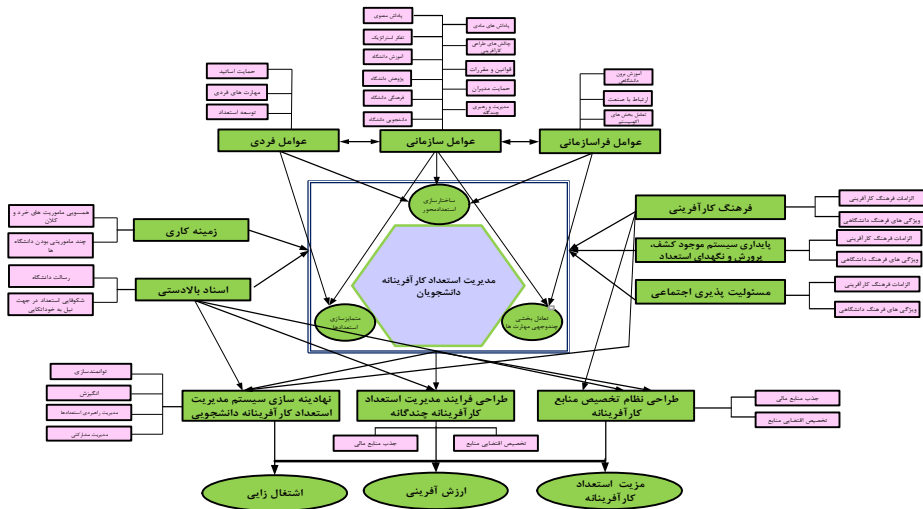 پاداش معنوی
تفکر استراتژیک
آموزش دانشگاه
پژوهش دانشگاه
فرهنگی دانشگاه
دانشجویی دانشگاه
پاداش های مادی
چالش های طراحی
کارآفرینی
قوانین و مقررات
حمایت مدیران
مدیریت و رهبری
چندگانه
حمایت اساتید
مهارت های فردی
توسعه استعداد
آموزش برون
دانشگاهی
ارتباط با صنعت
تعامل بخش های
اکوسیستم
عوامل فردی
عوامل سازمانی
عوامل فراسازمانی
ساختارسازی
استعدادمحور
مدیریت استعداد کارآفرینانه
دانشجویان
متمایزسازی
استعدادها
تعادل بخشی
چندوجهی مهارت ها
همسویی ماموریت های خرد و
کلان
چند ماموریتی بودن دانشگاه
ها
زمینه کاری
رسالت دانشگاه
شکوفایی استعداد در جهت
نیل به خوداتکایی
اسناد بالادستی
فرهنگ کارآفرینی
الزامات فرهنگ کارآفرینی
ویژگی های فرهنگ دانشگاهی
پایداری سیستم موجود کشف،
پرورش و نگهدای استعداد
الزامات فرهنگ کارآفرینی
ویژگی های فرهنگ دانشگاهی
مسئولیت پذیری اجتماعی
الزامات فرهنگ کارآفرینی
ویژگی های فرهنگ دانشگاهی
توانمندسازی
انگیزش
مدیریت راهبردی استعدادها
مدیریت مشارکتی
نهادینه سازی سیستم مدیریت
استعداد کارآفرینانه دانشجویی
طراحی فرایند مدیریت استعداد
کارآفرینانه چندگانه
طراحی نظام تخصیص منابع
کارآفرینانه
جذب منابع مالی
تخصیص اقتضایی منابع
جذب منابع مالی
تخصیص اقتضایی منابع
اشتغال زایی
ارزش آفرینی
مزیت استعداد
کارآفرینانه